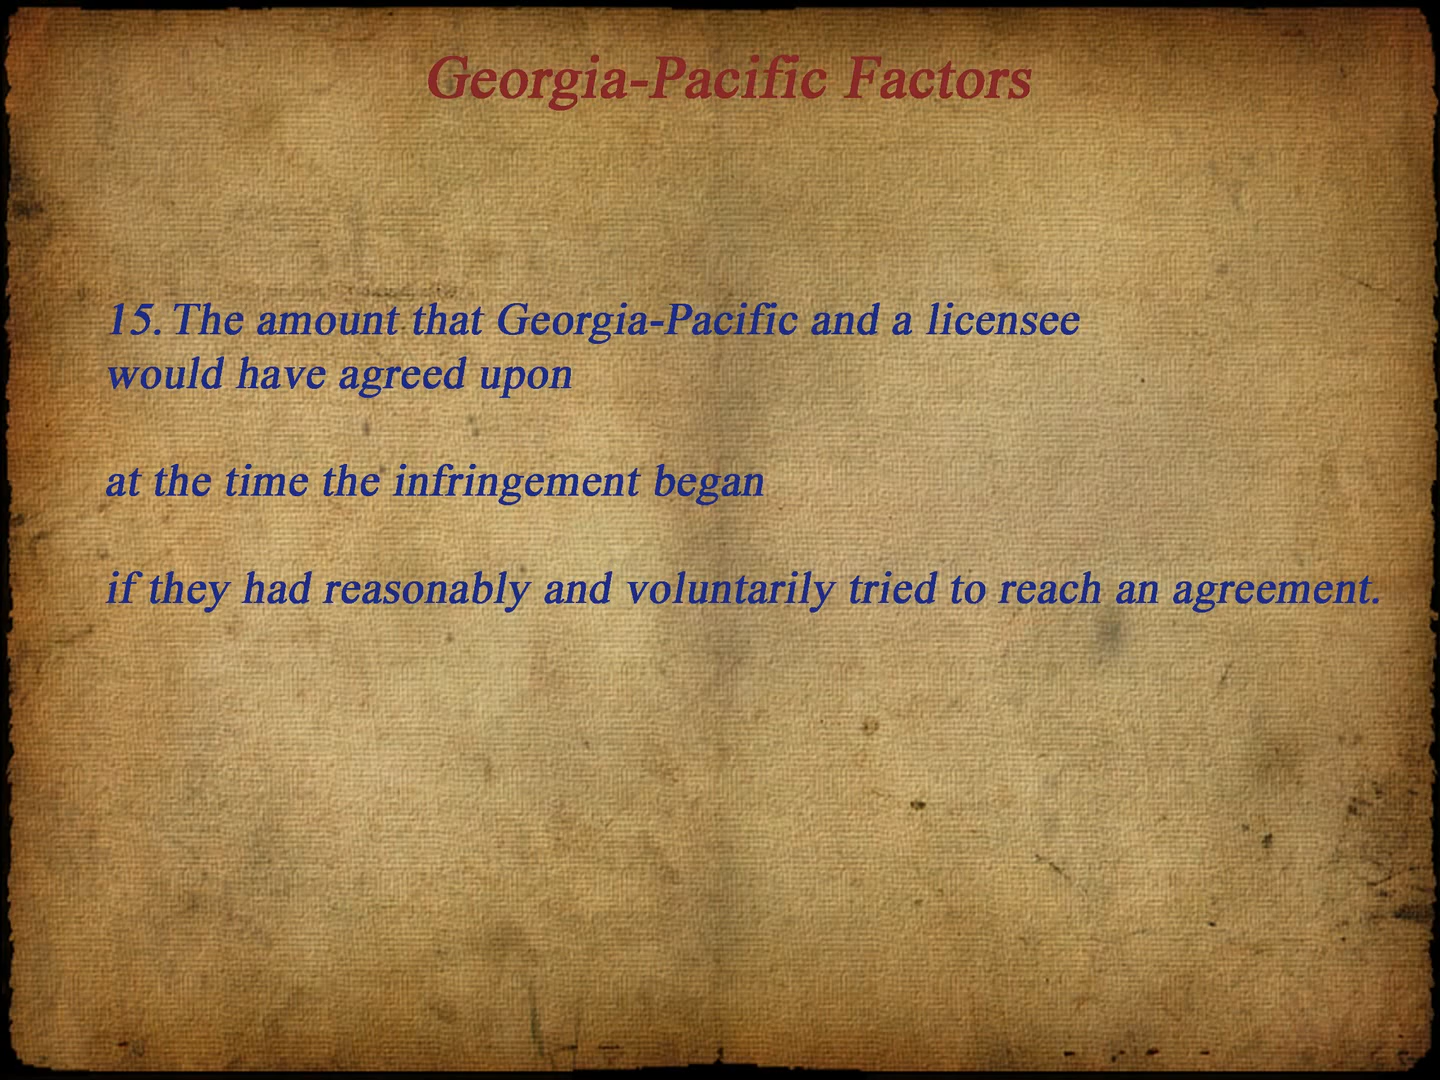 Georgia-Pacific Factors
15. The amount that Georgia-Pacific and a licensee
would have agreed upon
at the time the infringement began
if they had reasonably and voluntarily tried to reach an agreement.